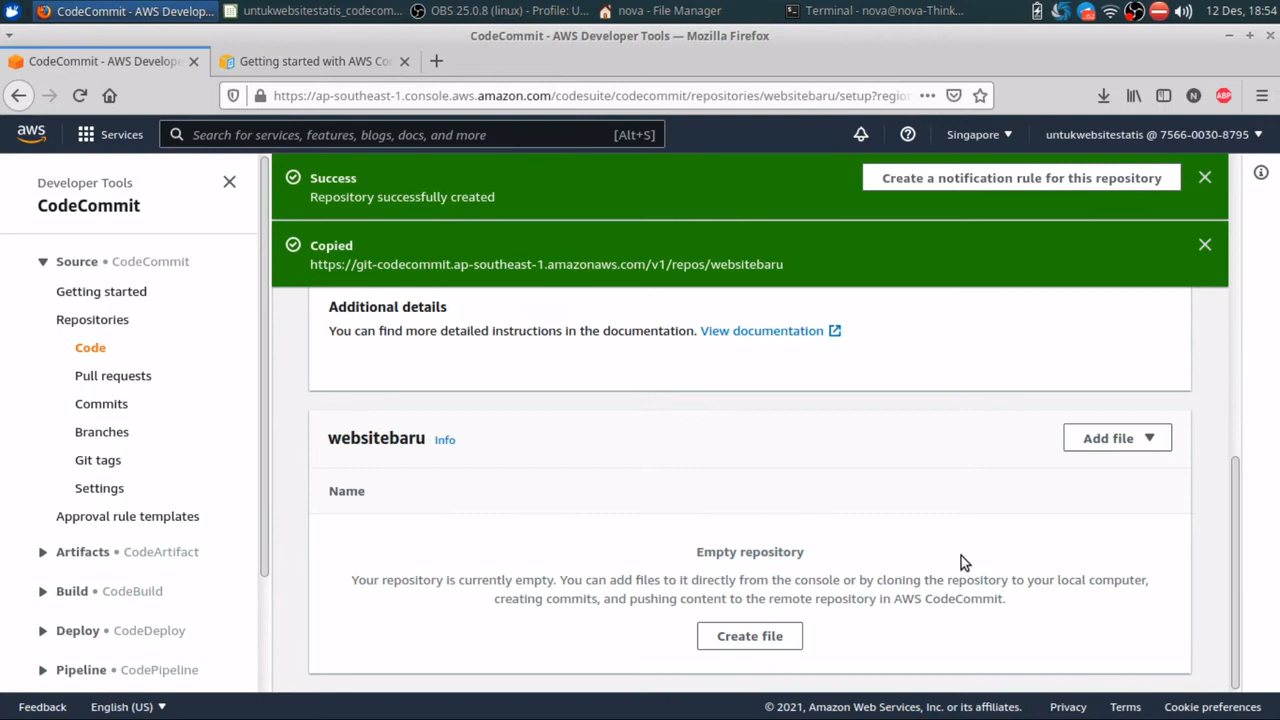 CodeCommit - AWS Develop...
untukwebsitestatis_codecom...
OBS 25.0.8 (linux) - Profile: U...
nova - File Manager
Terminal - nova@nova-Think...
12 Des, 18:54
CodeCommit - AWS Developer Tools — Mozilla Firefox
CodeCommit - AWS Develope
Getting started with AWS Co
https://ap-southeast-1.console.aws.amazon.com/codesuite/codecommit/repositories/websitebaru/setup?region
ABP
aws
Services
Search for services, features, blogs, docs, and more
[Alt+S]
Singapore
untukwebsitestatis @ 7566-0030-8795
Developer Tools
CodeCommit
Source • CodeCommit
Getting started
Repositories
Code
Pull requests
Commits
Branches
Git tags
Settings
Approval rule templates
Artifacts • CodeArtifact
Build • CodeBuild
Deploy • CodeDeploy
Pipeline • CodePipeline
Success
Repository successfully created
Create a notification rule for this repository
Copied
https://git-codecommit.ap-southeast-1.amazonaws.com/v1/repos/websitebaru
Additional details
You can find more detailed instructions in the documentation. View documentation
websitebaru Info
Add file
Name
Empty repository
Your repository is currently empty. You can add files to it directly from the console or by cloning the repository to your local computer,
creating commits, and pushing content to the remote repository in AWS CodeCommit.
Create file
Feedback
English (US)
© 2021, Amazon Web Services, Inc. or its affiliates.
Privacy
Terms
Cookie preferences